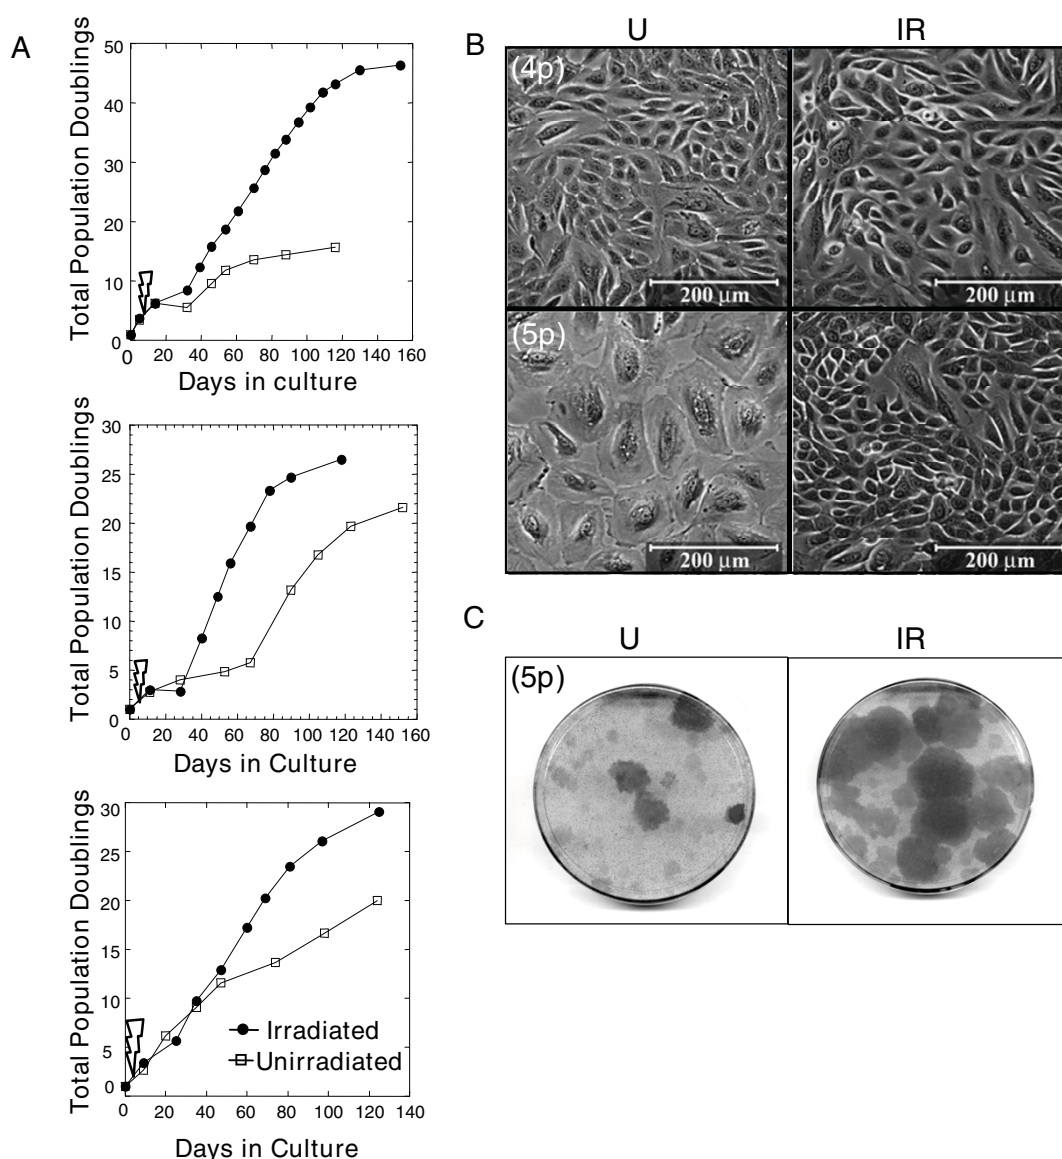 A
Total Population Doublings
50
40
30
20
10
0
0 20 40 60 80 100 120 140 160
Days in culture
Total Population Doublings
30
25
20
15
10
5
0
0 20 40 60 80 100 120 140 160
Days in Culture
Total Population Doublings
30
25
20
15
10
5
0
0 20 40 60 80 100 120 140
Irradiated
Unirradiated
Days in Culture
B
U IR
(4p)
200 µm 200 µm
(5p)
200 µm 200 µm
C
U IR
(5p)